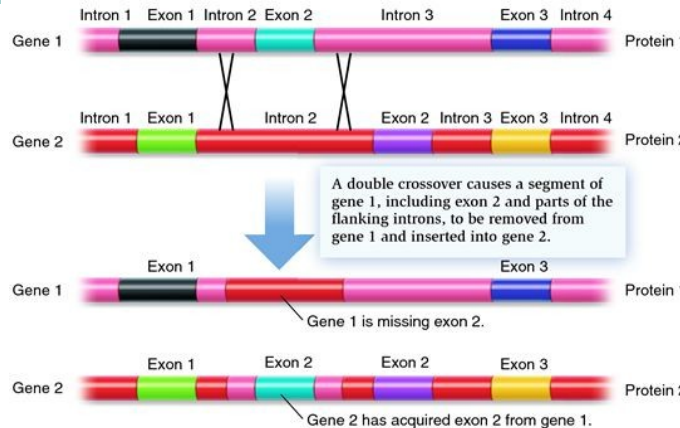 Intron 1 Exon 1 Intron 2 Exon 2 Intron 3 Exon 3 Intron 4
Gene 1 Protein
Intron 1 Exon 1 Intron 2 Exon 2 Intron 3 Exon 3 Intron 4
Gene 2 Protein 2
A double crossover causes a segment of
gene 1, including exon 2 and parts of the
flanking introns, to be removed from
gene 1 and inserted into gene 2.
Exon 1 Exon 3
Gene 1 Protein
Gene 1 is missing exon 2.
Exon 1 Exon 2 Exon 2 Exon 3
Gene 2 Protein 2
Gene 2 has acquired exon 2 from gene 1.